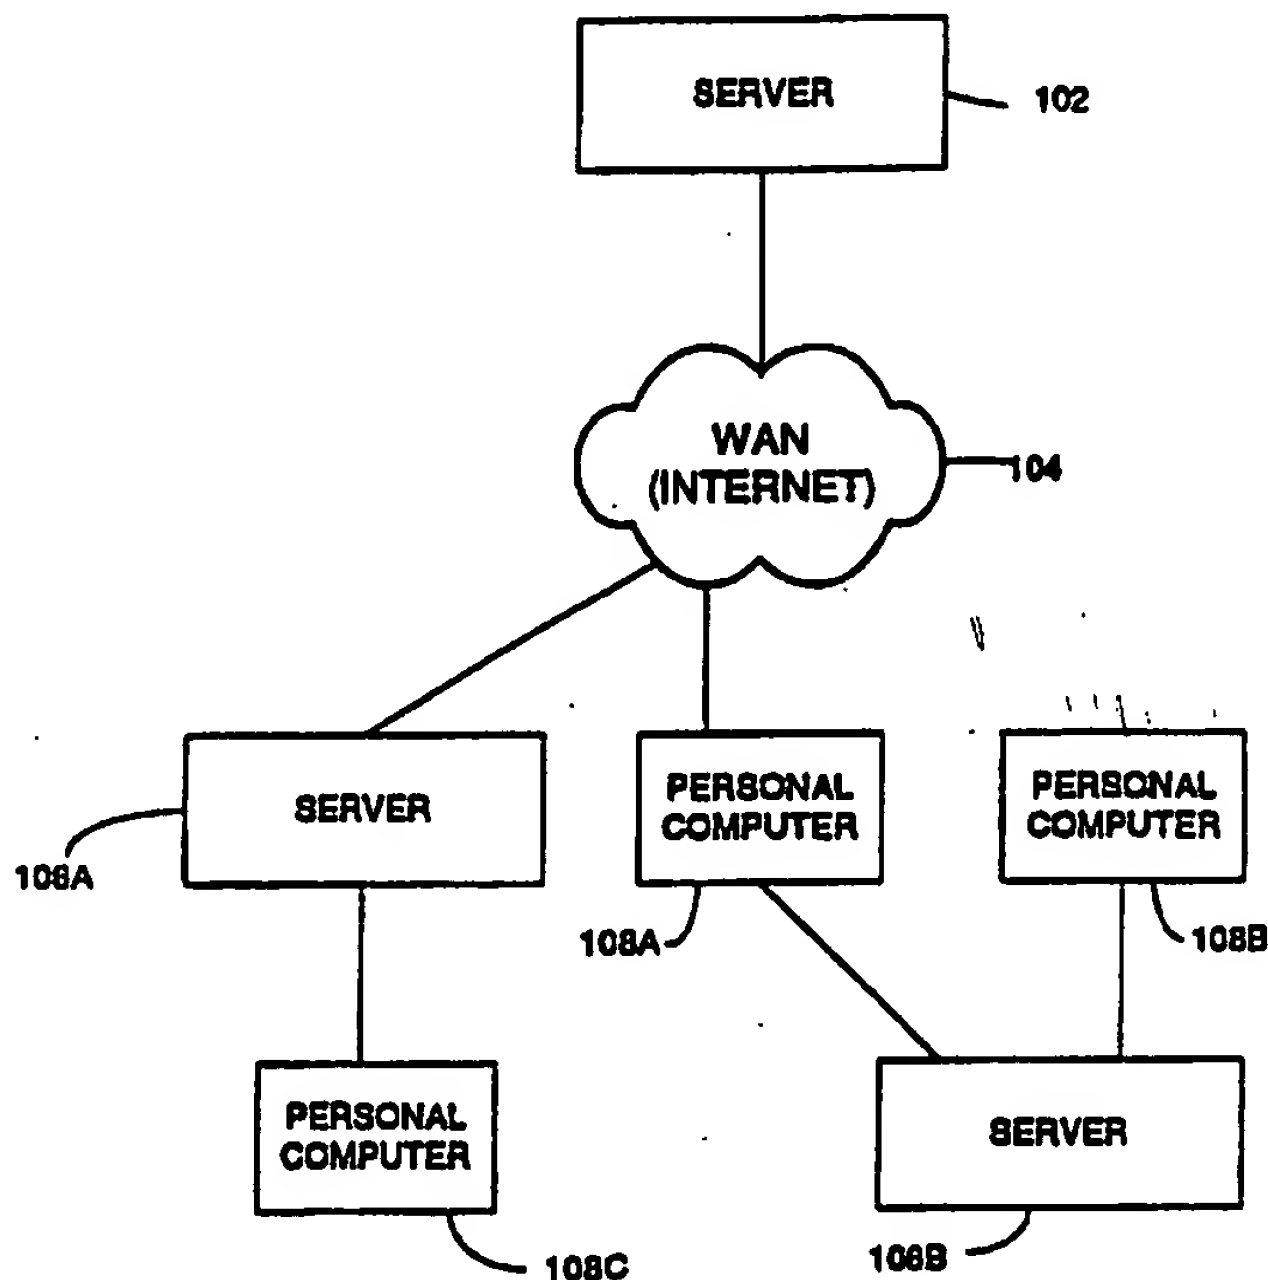 SERVER
102
WAN
(INTERNET)
104
SERVER
PERSONAL
COMPUTER
PERSONAL
COMPUTER
106A
108A
108B
PERSONAL
COMPUTER
SERVER
108C
106B